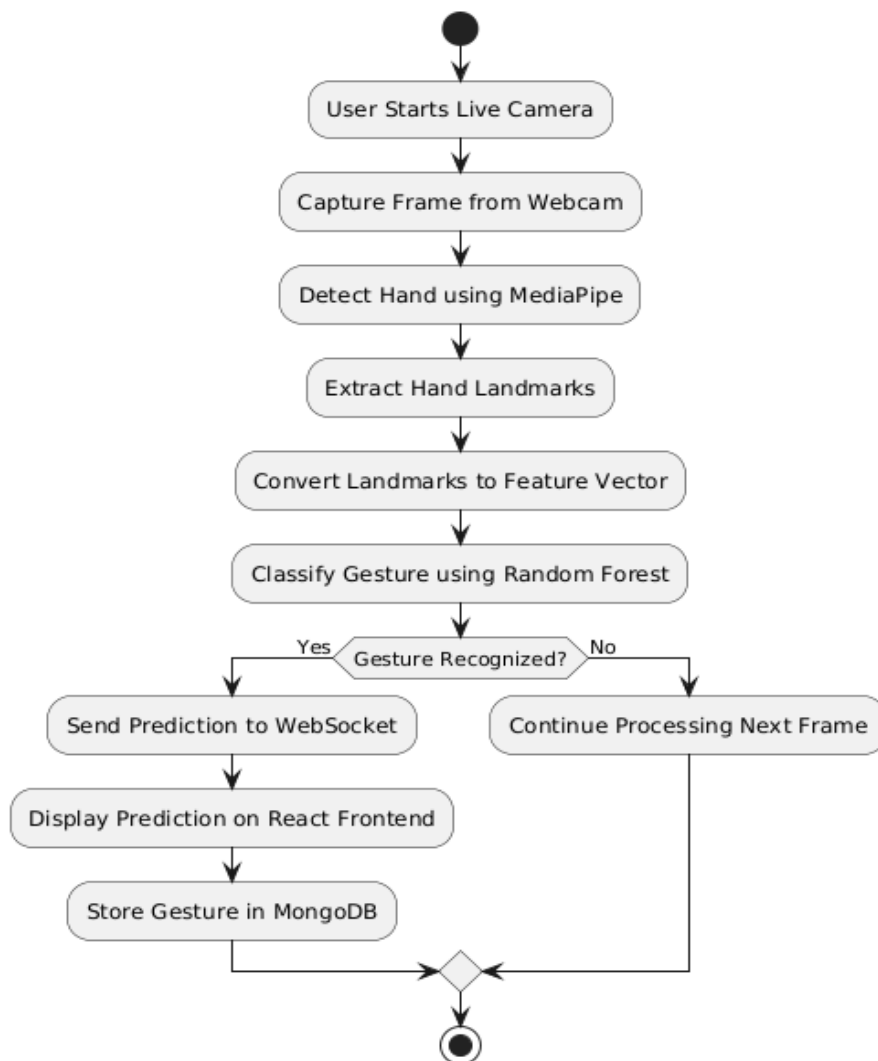 User Starts Live Camera
Capture Frame from Webcam
Detect Hand using MediaPipe
Extract Hand Landmarks
Convert Landmarks to Feature Vector
Classify Gesture using Random Forest
Yes
Gesture Recognized?
No
Send Prediction to WebSocket
Continue Processing Next Frame
Display Prediction on React Frontend
Store Gesture in MongoDB